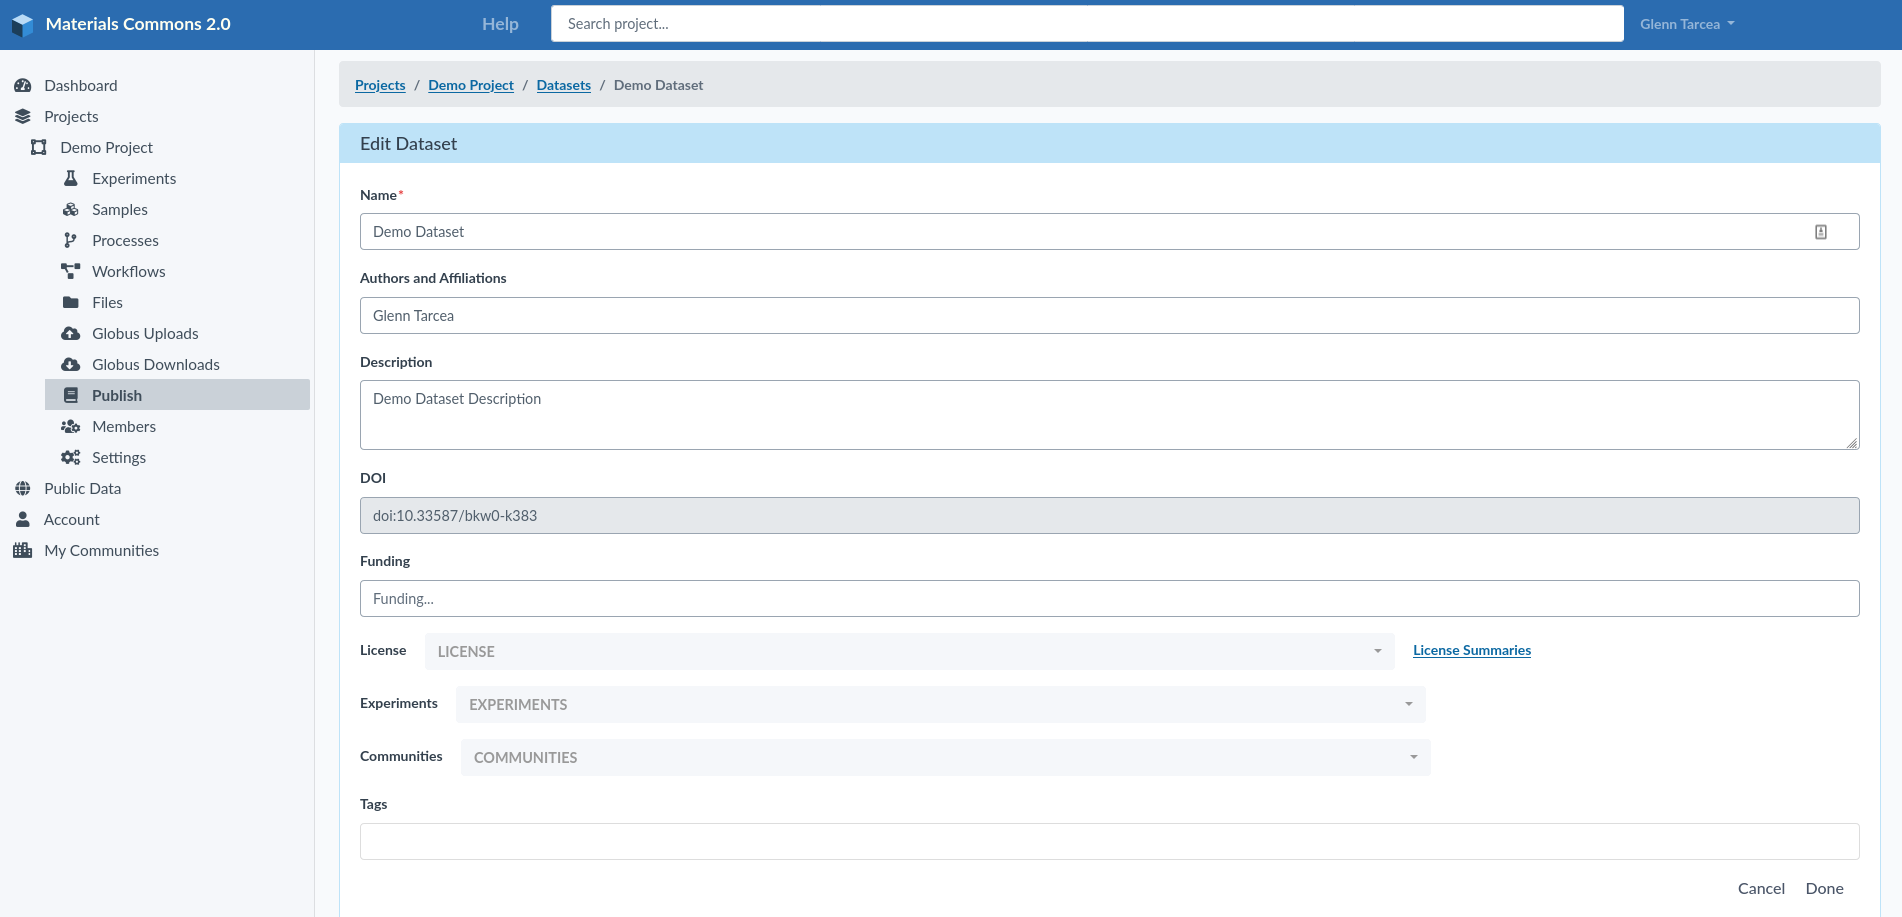 Materials Commons 2.0
Help
Search project...
Glenn Tarcea
Dashboard
Projects
Demo Project
Experiments
Samples
Processes
Workflows
Files
Globus Uploads
Globus Downloads
Publish
Members
Settings
Public Data
Account
My Communities
Projects / Demo Project / Datasets / Demo Dataset
Edit Dataset
Name*
Demo Dataset
Authors and Affiliations
Glenn Tarcea
Description
Demo Dataset Description
DOI
doi:10.33587/bkw0-k383
Funding
Funding...
License LICENSE License Summaries
Experiments EXPERIMENTS
Communities COMMUNITIES
Tags
Cancel Done